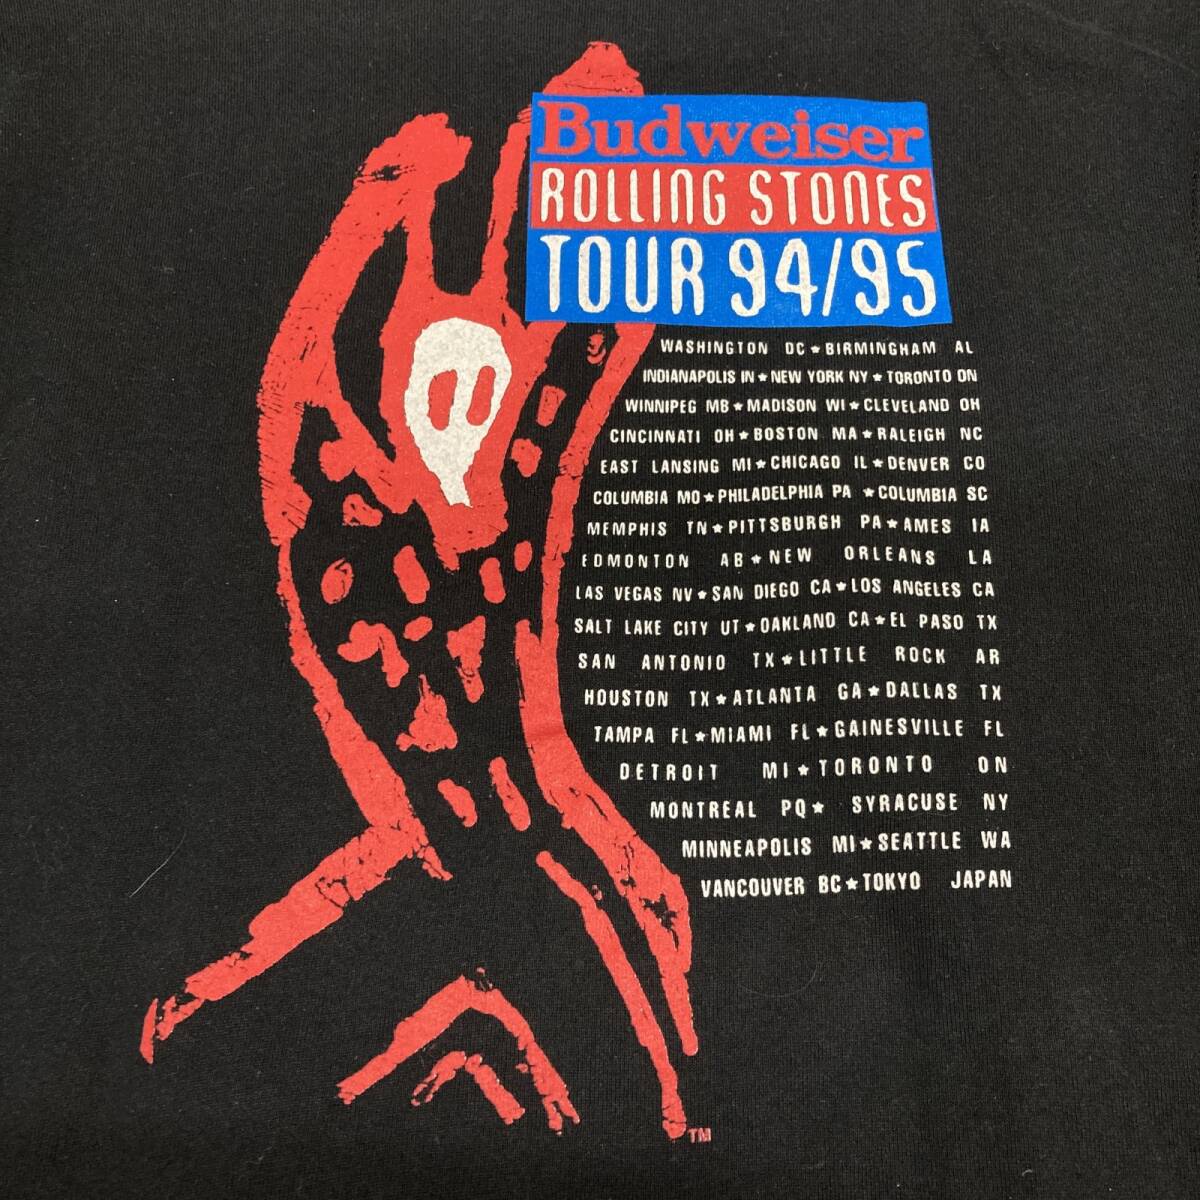 Budweiser
ROLLING STONES
TOUR 94/95
WASHINGTON DC★BIRMINGHAM AL
INDIANAPOLIS IN★NEW YORK NY★TORONTO ON
WINNIPEG MB★MADISON WI★CLEVELAND OH
CINCINNATI OH★BOSTON MA★RALEIGH NC
EAST LANSING MI★CHICAGO IL★DENVER CO
COLUMBIA MO★PHILADELPHIA PA ★COLUMBIA SC
MEMPHIS TN★PITTSBURGH PA★AMES IA
EDMONTON AB★NEW ORLEANS LA
LAS VEGAS NV★SAN DIEGO CA★LOS ANGELES CA
SALT LAKE CITY UT★OAKLAND CA★EL PASO TX
SAN ANTONIO TX★LITTLE ROCK AR
HOUSTON TX★ATLANTA GA★DALLAS TX
TAMPA FL★MIAMI FL★GAINESVILLE FL
DETROIT MI★TORONTO ON
MONTREAL PQ★ SYRACUSE NY
MINNEAPOLIS MI★SEATTLE WA
VANCOUVER BC★TOKYO JAPAN
TM